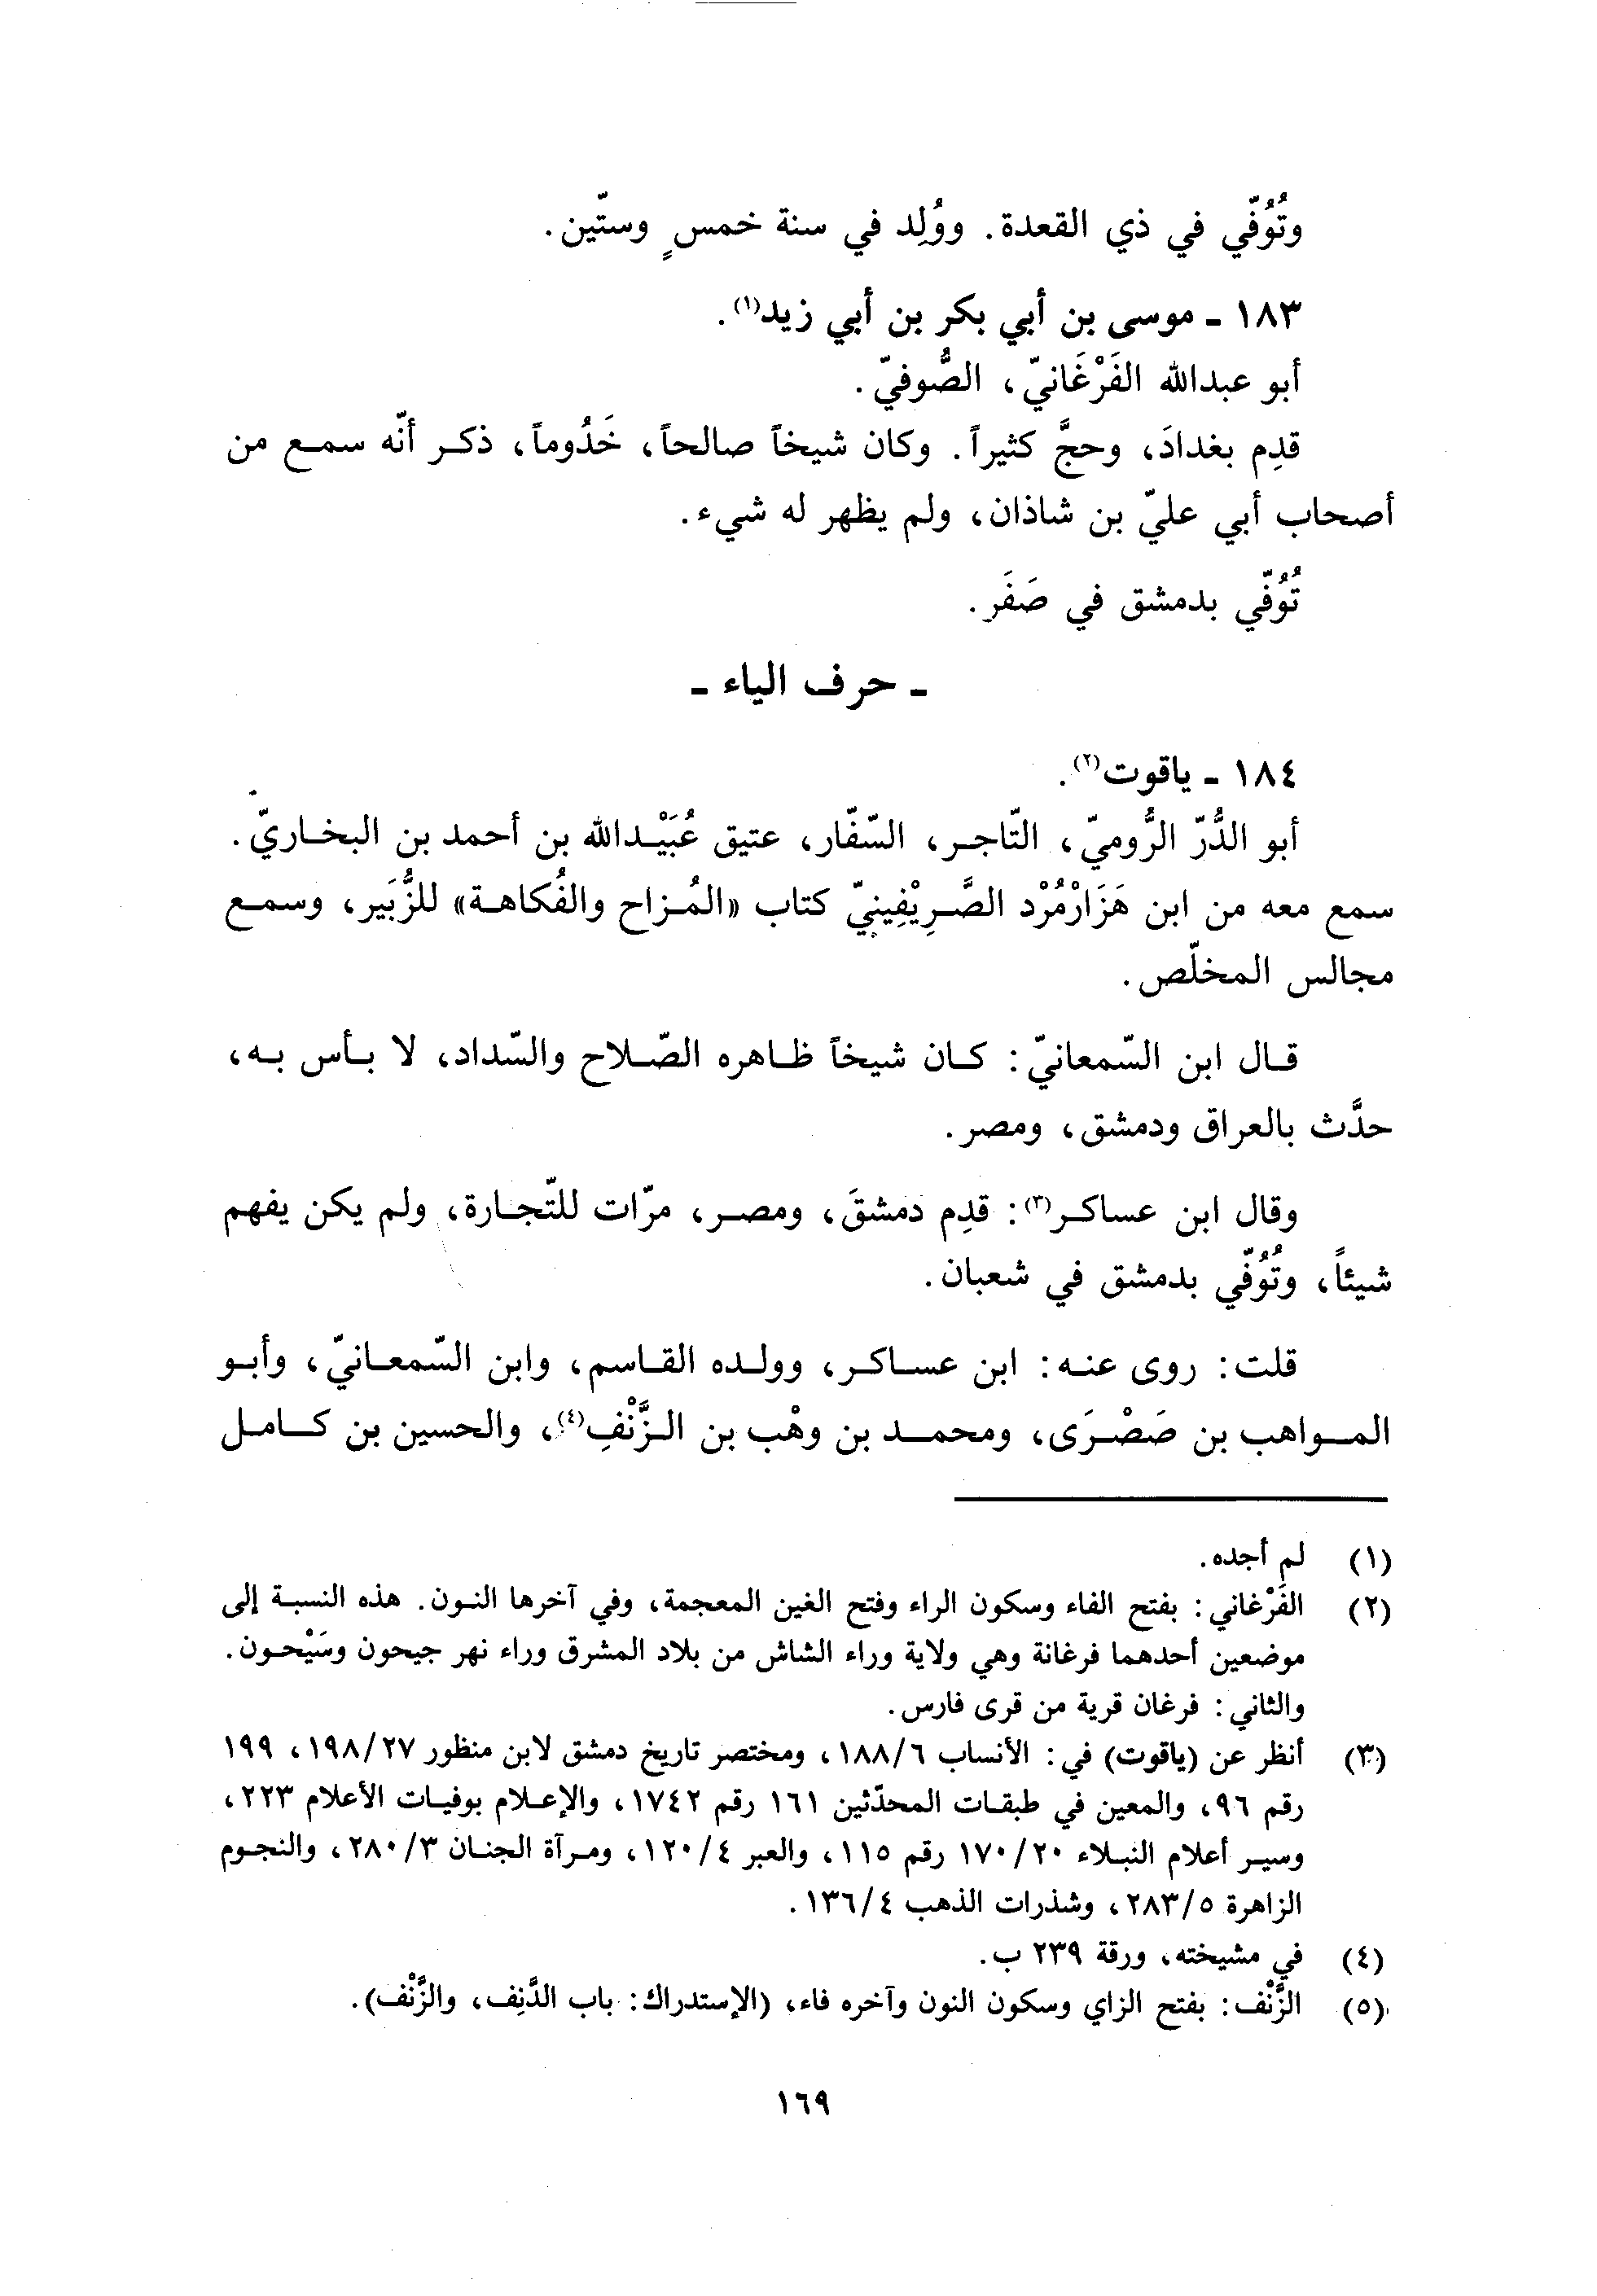 وتُوُفّي في ذي القعدة. ووُلِد في سنة خمسٍ وستّين.
١٨٣ ـ موسى بن أبي بكر بن أبي زيد(١).
أبو عبدالله الفَرْغَانيّ، الصُّوفيّ.
قدِم بغدادَ، وحجَّ كثيراً. وكان شيخاً صالحاً، خَدُوماً، ذكر أنّه سمع من
أصحاب أبي عليّ بن شاذان، ولم يظهر له شيء.
تُوُفّي بدمشق في صَفَر.
ـ حرف الياء ـ
١٨٤ ـ ياقوت(٢).
أبو الدُّرّ الرُّوميّ، التّاجر، السّفّار، عتيق عُبَيْدالله بن أحمد بن البخاريّ.
سمع معه من ابن هَزَارْمُرْد الصَّرِيْفِينيّ كتاب «المُزاح والفُكاهة» للزُّبَير، وسمع
مجالس المخلّص.
قال ابن السّمعانيّ: كان شيخاً ظاهره الصّلاح والسّداد، لا بأس به،
حدَّث بالعراق ودمشق، ومصر.
وقال ابن عساكر(٣): قدِم دمشقَ، ومصر، مرّات للتّجارة، ولم يكن يفهم
شيئاً، وتُوُفّي بدمشق في شعبان.
قلت: روى عنه: ابن عساكر، وولده القاسم، وابن السّمعانيّ، وأبو
المواهب بن صَصْرَى، ومحمد بن وهْب بن الزَّنْفِ(٤)، والحسين بن كامل
(١) لم أجده.
(٢) الفَرْغاني: بفتح الفاء وسكون الراء وفتح الغين المعجمة، وفي آخرها النون. هذه النسبة إلى
موضعين أحدهما فرغانة وهي ولاية وراء الشاش من بلاد المشرق وراء نهر جيحون وسَيْحون.
والثاني: فرغان قرية من قرى فارس.
(٣) أنظر عن (ياقوت) في: الأنساب ١٨٨/٦، ومختصر تاريخ دمشق لابن منظور ١٩٨/٢٧، ١٩٩
رقم ٩٦، والمعين في طبقات المحدّثين ١٦١ رقم ١٧٤٢، والإعلام بوفيات الأعلام ٢٢٣،
وسير أعلام النبلاء ١٧٠/٢٠ رقم ١١٥، والعبر ١٢٠/٤، ومرآة الجنان ٢٨٠/٣، والنجوم
الزاهرة ٢٨٣/٥، وشذرات الذهب ١٣٦/٤.
(٤) في مشيخته، ورقة ٢٣٩ ب.
(٥) الزَّنْف: بفتح الزاي وسكون النون وآخره فاء، (الإستدراك: باب الدَّنِف، والزَّنْف).
١٦٩